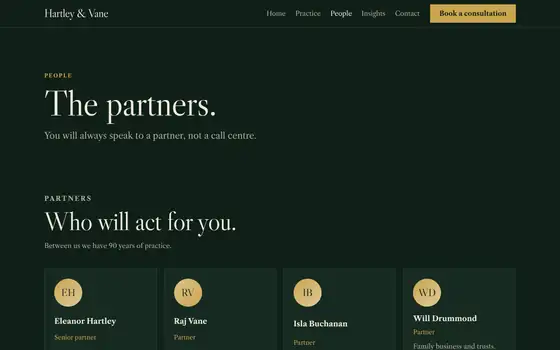 Hartley & Vane
Home Practice People Insights Contact Book a consultation
PEOPLE
The partners.
You will always speak to a partner, not a call centre.
PARTNERS
Who will act for you.
Between us we have 90 years of practice.
EH RV IB WD
Eleanor Hartley Raj Vane Isla Buchanan Will Drummond
Senior partner Partner Partner Partner
Family business and trusts.